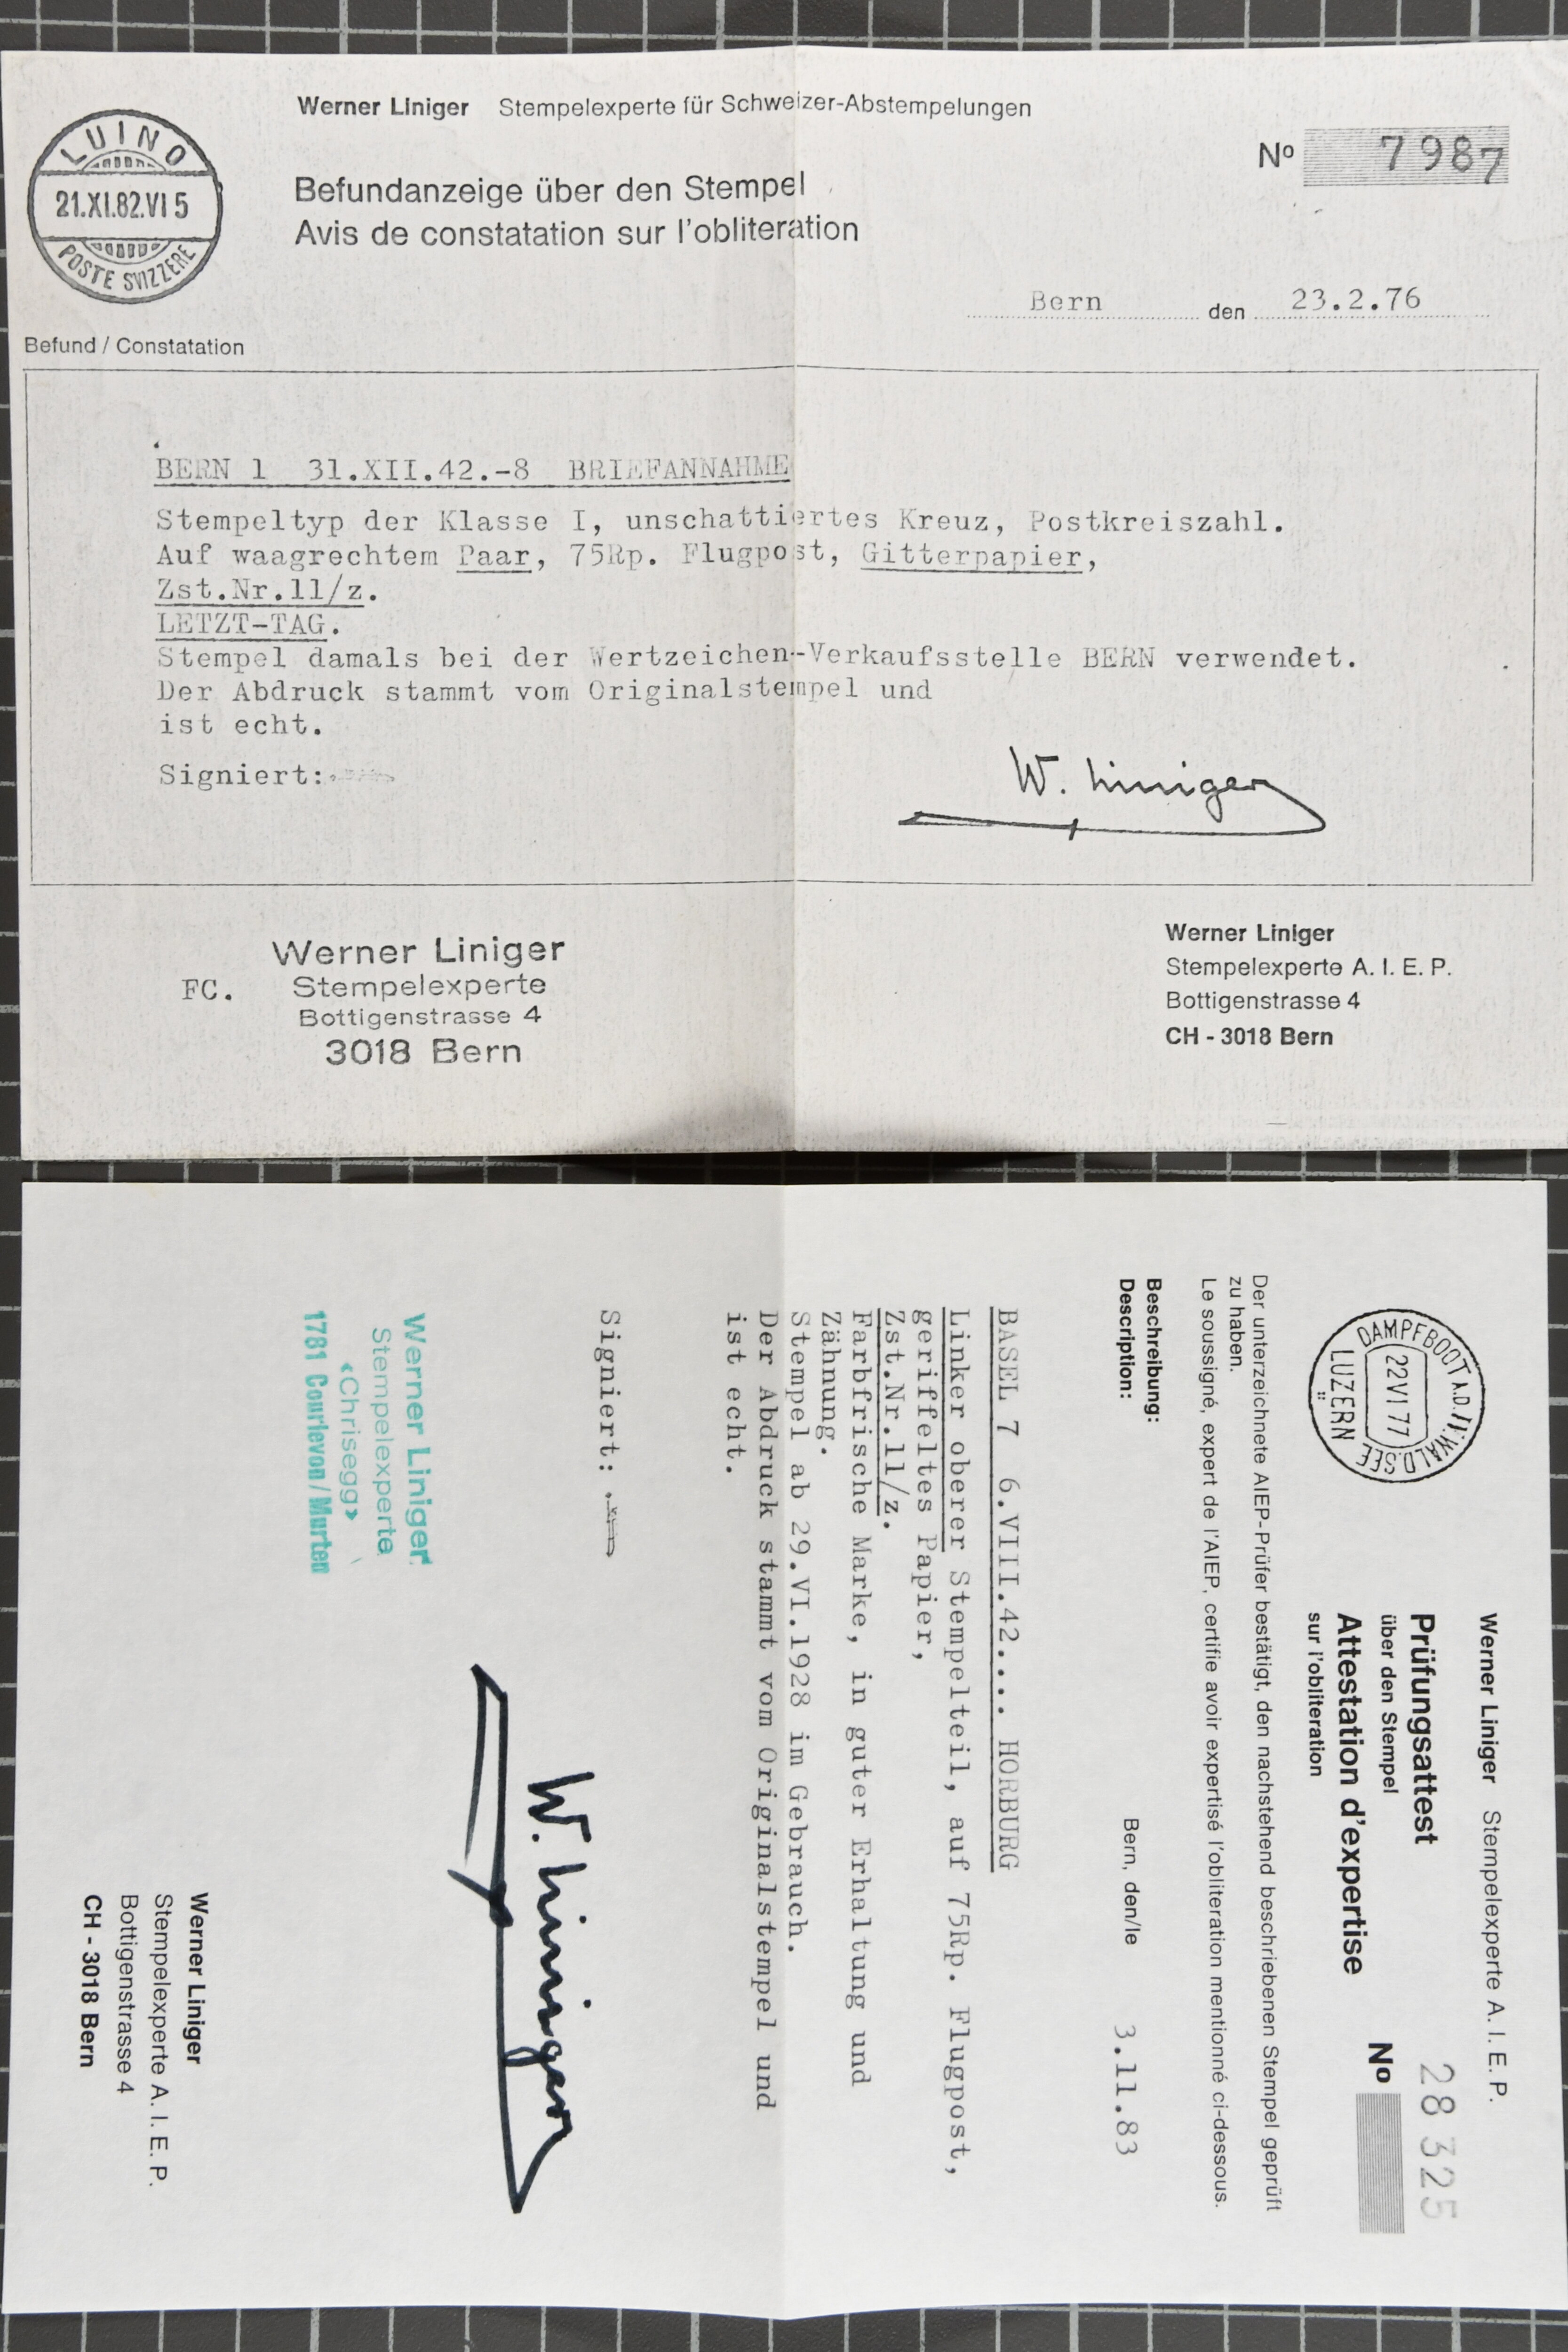 LUINO
21.XI.82.VI 5
POSTE SVIZZERE
Werner Liniger Stempelexperte für Schweizer-Abstempelungen
Befundanzeige über den Stempel
Avis de constatation sur l'obliteration
Nº 7987
Bern den 23.2.76
Befund / Constatation
BERN 1 31.XII.42.-8 BRIEFANNAHME
Stempeltyp der Klasse I, unschattiertes Kreuz, Postkreiszahl.
Auf waagrechtem Paar, 75Rp. Flugpost, Gitterpapier,
Zst.Nr.11/z.
LETZT-TAG.
Stempel damals bei der Wertzeichen-Verkaufsstelle BERN verwendet.
Der Abdruck stammt vom Originalstempel und
ist echt.
Signiert:
W. Liniger
Werner Liniger
FC. Stempelexperte
Bottigenstrasse 4
3018 Bern
Werner Liniger
Stempelexperte A. I. E. P.
Bottigenstrasse 4
CH - 3018 Bern
Werner Liniger Stempelexperte A. I. E. P.
DAMPFBOOT A.D. II WALD.SEE
22 VI 77
LUZERN
Prüfungsattest
über den Stempel
Attestation d'expertise
sur l'obliteration
No 28325
Der unterzeichnete AIEP-Prüfer bestätigt, den nachstehend beschriebenen Stempel geprüft
zu haben.
Le soussigné, expert de l'AIEP, certifie avoir expertisé l'obliteration mentionné ci-dessous.
Beschreibung:
Description:
Bern, den/le 3.11.83
BASEL 7 6.VIII.42.... HORBURG
Linker oberer Stempelteil, auf 75Rp. Flugpost,
geriffeltes Papier,
Zst.Nr.11/z.
Farbfrische Marke, in guter Erhaltung und
Zähnung.
Stempel ab 29.VI.1928 im Gebrauch.
Der Abdruck stammt vom Originalstempel und
ist echt.
Signiert:
W. Liniger
Werner Liniger
Stempelexperte
«Chrisegg»
1781 Courlevon / Murten
Werner Liniger
Stempelexperte A. I. E. P.
Bottigenstrasse 4
CH - 3018 Bern